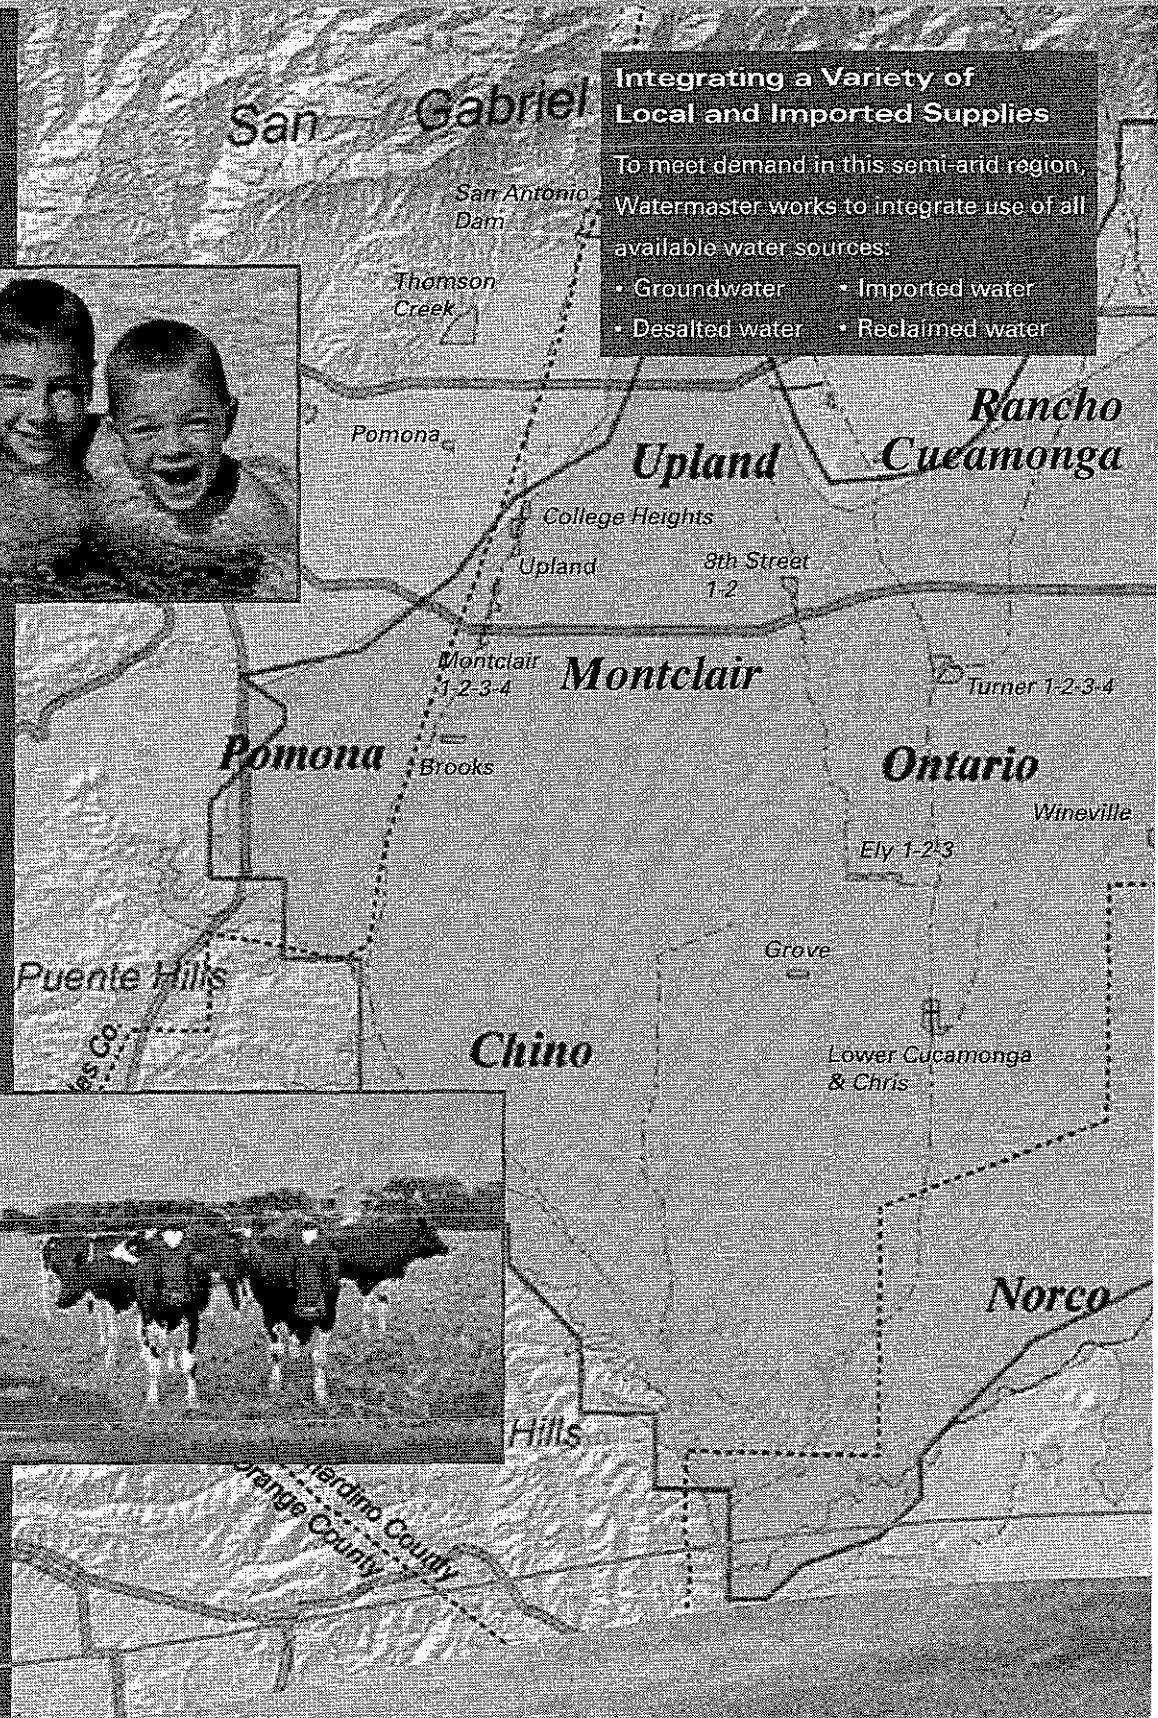 San Gabriel
Integrating a Variety of
Local and Imported Supplies
To meet demand in this semi-arid region,
Watermaster works to integrate use of all
available water sources:
• Groundwater • Imported water
• Desalted water • Reclaimed water
San Antonio
Dam
Thomson
Creek
Rancho
Cucamonga
Pomona
Upland
College Heights
Upland
8th Street
1-2
Montclair
1-2-3-4
Montclair
Turner 1-2-3-4
Pomona
Brooks
Ontario
Wineville
Ely 1-2-3
Grove
Puente Hills
Co.
Chino
Lower Cucamonga
& Chris
Norco
Hills
County
Orange County